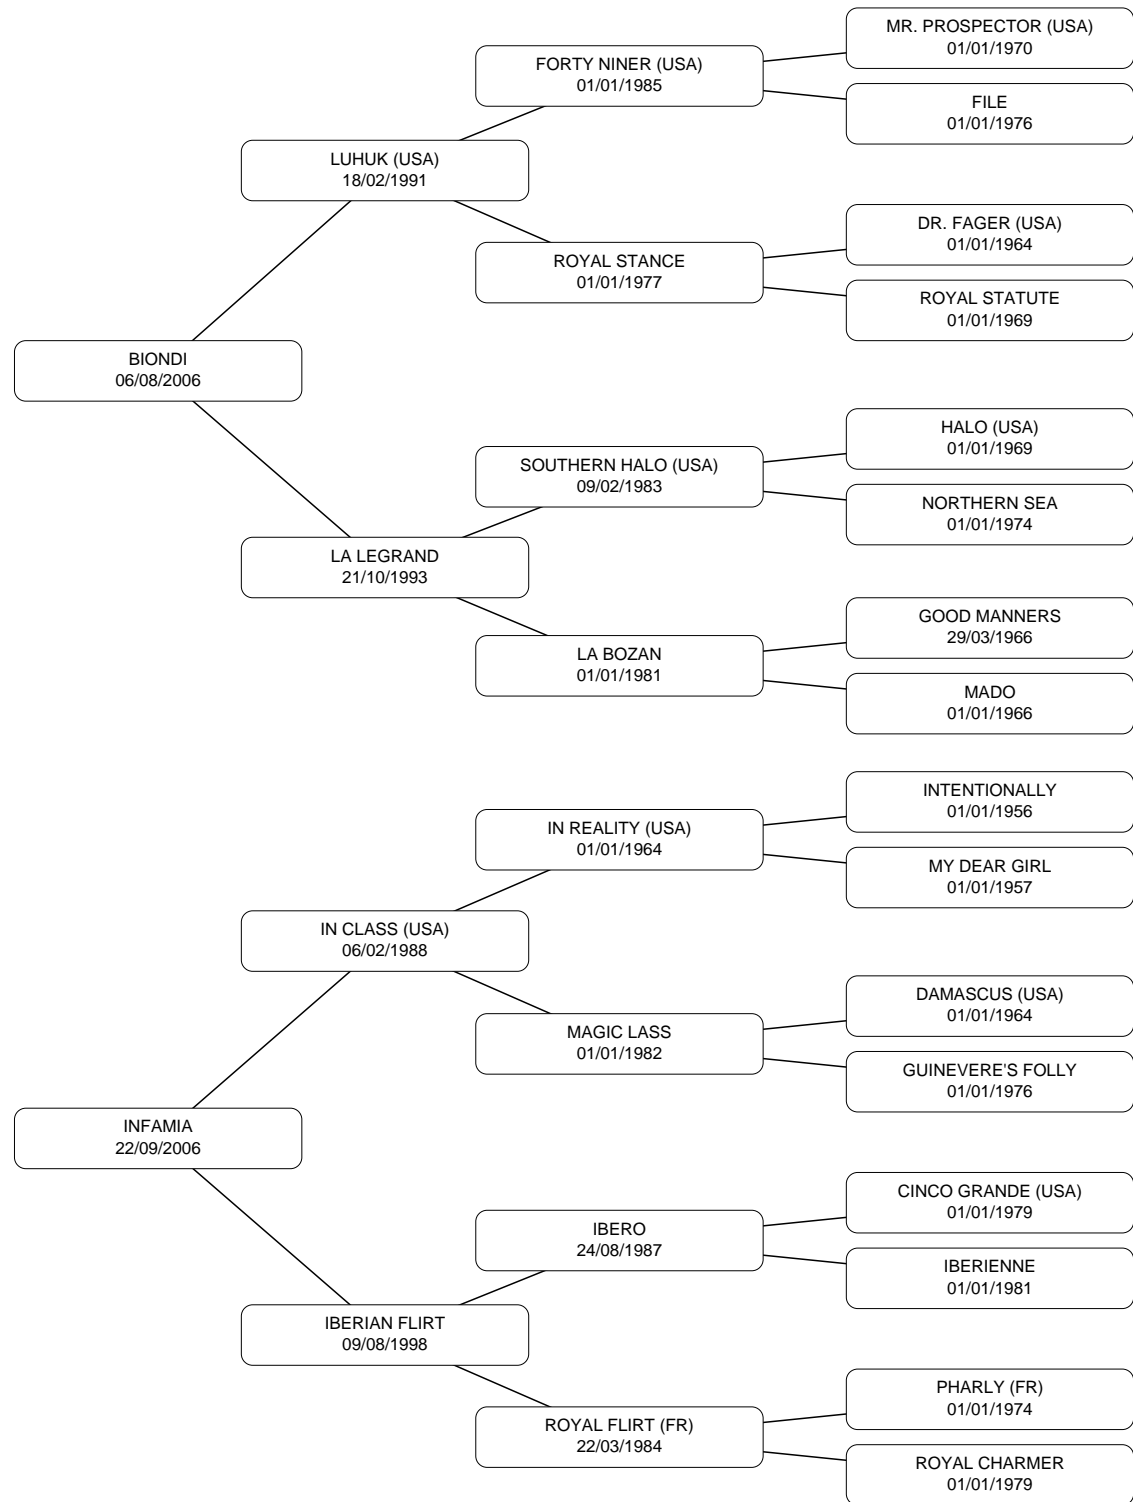 MR. PROSPECTOR (USA)
01/01/1970
FORTY NINER (USA)
01/01/1985
FILE
01/01/1976
LUHUK (USA)
18/02/1991
DR. FAGER (USA)
01/01/1964
ROYAL STANCE
01/01/1977
ROYAL STATUTE
01/01/1969
BIONDI
06/08/2006
HALO (USA)
01/01/1969
SOUTHERN HALO (USA)
09/02/1983
NORTHERN SEA
01/01/1974
LA LEGRAND
21/10/1993
GOOD MANNERS
29/03/1966
LA BOZAN
01/01/1981
MADO
01/01/1966
INTENTIONALLY
01/01/1956
IN REALITY (USA)
01/01/1964
MY DEAR GIRL
01/01/1957
IN CLASS (USA)
06/02/1988
DAMASCUS (USA)
01/01/1964
MAGIC LASS
01/01/1982
GUINEVERE'S FOLLY
01/01/1976
INFAMIA
22/09/2006
CINCO GRANDE (USA)
01/01/1979
IBERO
24/08/1987
IBERIENNE
01/01/1981
IBERIAN FLIRT
09/08/1998
PHARLY (FR)
01/01/1974
ROYAL FLIRT (FR)
22/03/1984
ROYAL CHARMER
01/01/1979